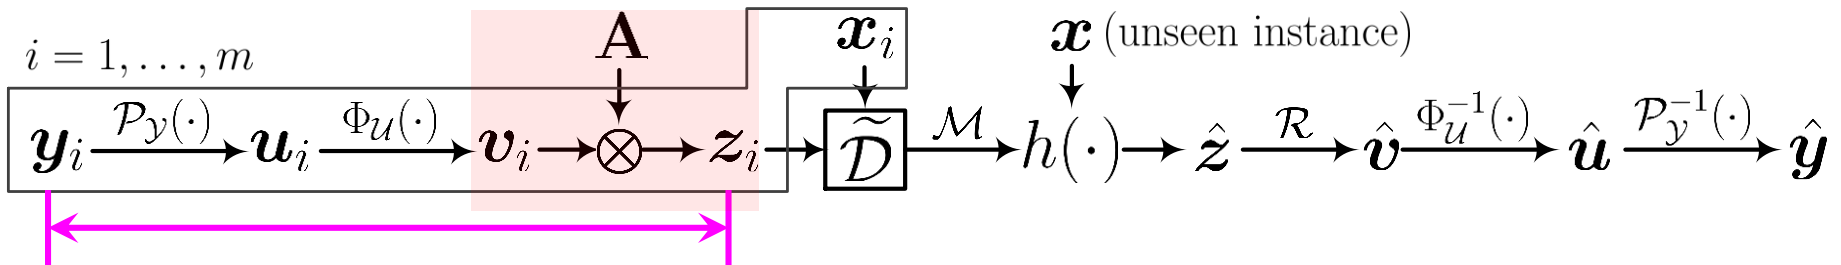 A x_i x (unseen instance)
i = 1, . . . , m
y_i P_Y(·) u_i Φ_U(·) v_i ⊗ z_i D̃ M h(·) ẑ R v̂ Φ_U^{-1}(·) û P_Y^{-1}(·) ŷ